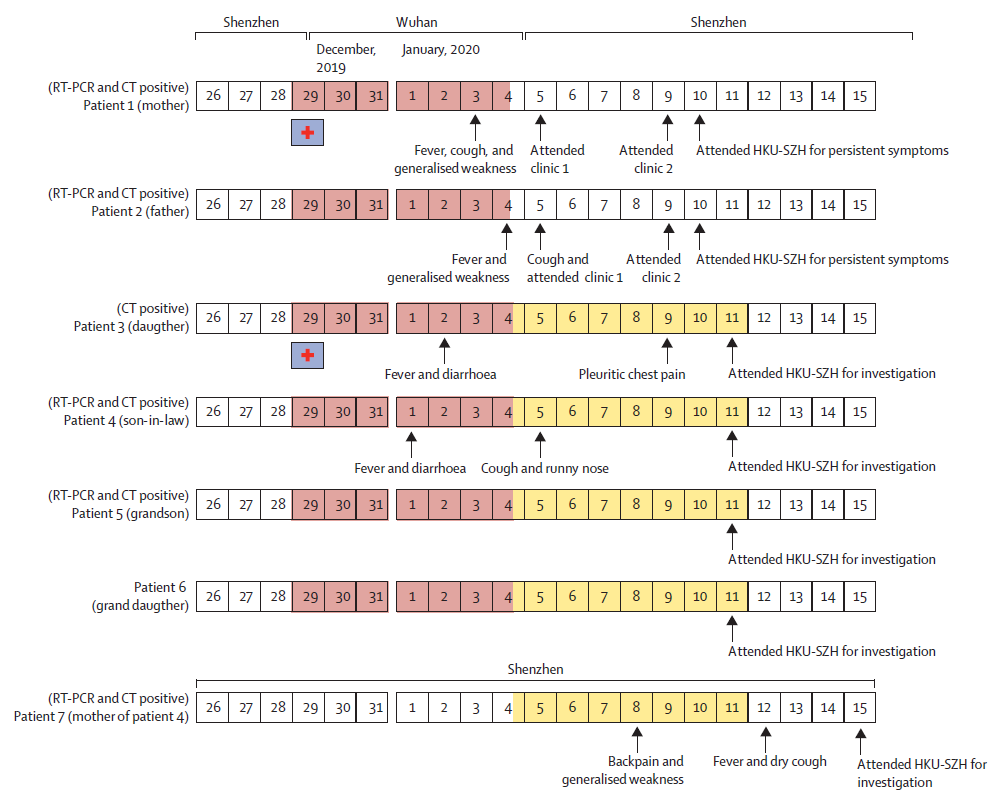 Shenzhen Wuhan Shenzhen
December, 2019 January, 2020
(RT-PCR and CT positive)
Patient 1 (mother)
26 27 28 29 30 31 1 2 3 4 5 6 7 8 9 10 11 12 13 14 15
Fever, cough, and
generalised weakness
Attended
clinic 1
Attended
clinic 2
Attended HKU-SZH for persistent symptoms
(RT-PCR and CT positive)
Patient 2 (father)
26 27 28 29 30 31 1 2 3 4 5 6 7 8 9 10 11 12 13 14 15
Fever and
generalised weakness
Cough and
attended clinic 1
Attended
clinic 2
Attended HKU-SZH for persistent symptoms
(CT positive)
Patient 3 (daugther)
26 27 28 29 30 31 1 2 3 4 5 6 7 8 9 10 11 12 13 14 15
Fever and diarrhoea
Pleuritic chest pain
Attended HKU-SZH for investigation
(RT-PCR and CT positive)
Patient 4 (son-in-law)
26 27 28 29 30 31 1 2 3 4 5 6 7 8 9 10 11 12 13 14 15
Fever and diarrhoea
Cough and runny nose
Attended HKU-SZH for investigation
(RT-PCR and CT positive)
Patient 5 (grandson)
26 27 28 29 30 31 1 2 3 4 5 6 7 8 9 10 11 12 13 14 15
Attended HKU-SZH for investigation
Patient 6
(grand daugther)
26 27 28 29 30 31 1 2 3 4 5 6 7 8 9 10 11 12 13 14 15
Attended HKU-SZH for investigation
Shenzhen
(RT-PCR and CT positive)
Patient 7 (mother of patient 4)
26 27 28 29 30 31 1 2 3 4 5 6 7 8 9 10 11 12 13 14 15
Backpain and
generalised weakness
Fever and dry cough
Attended HKU-SZH for
investigation